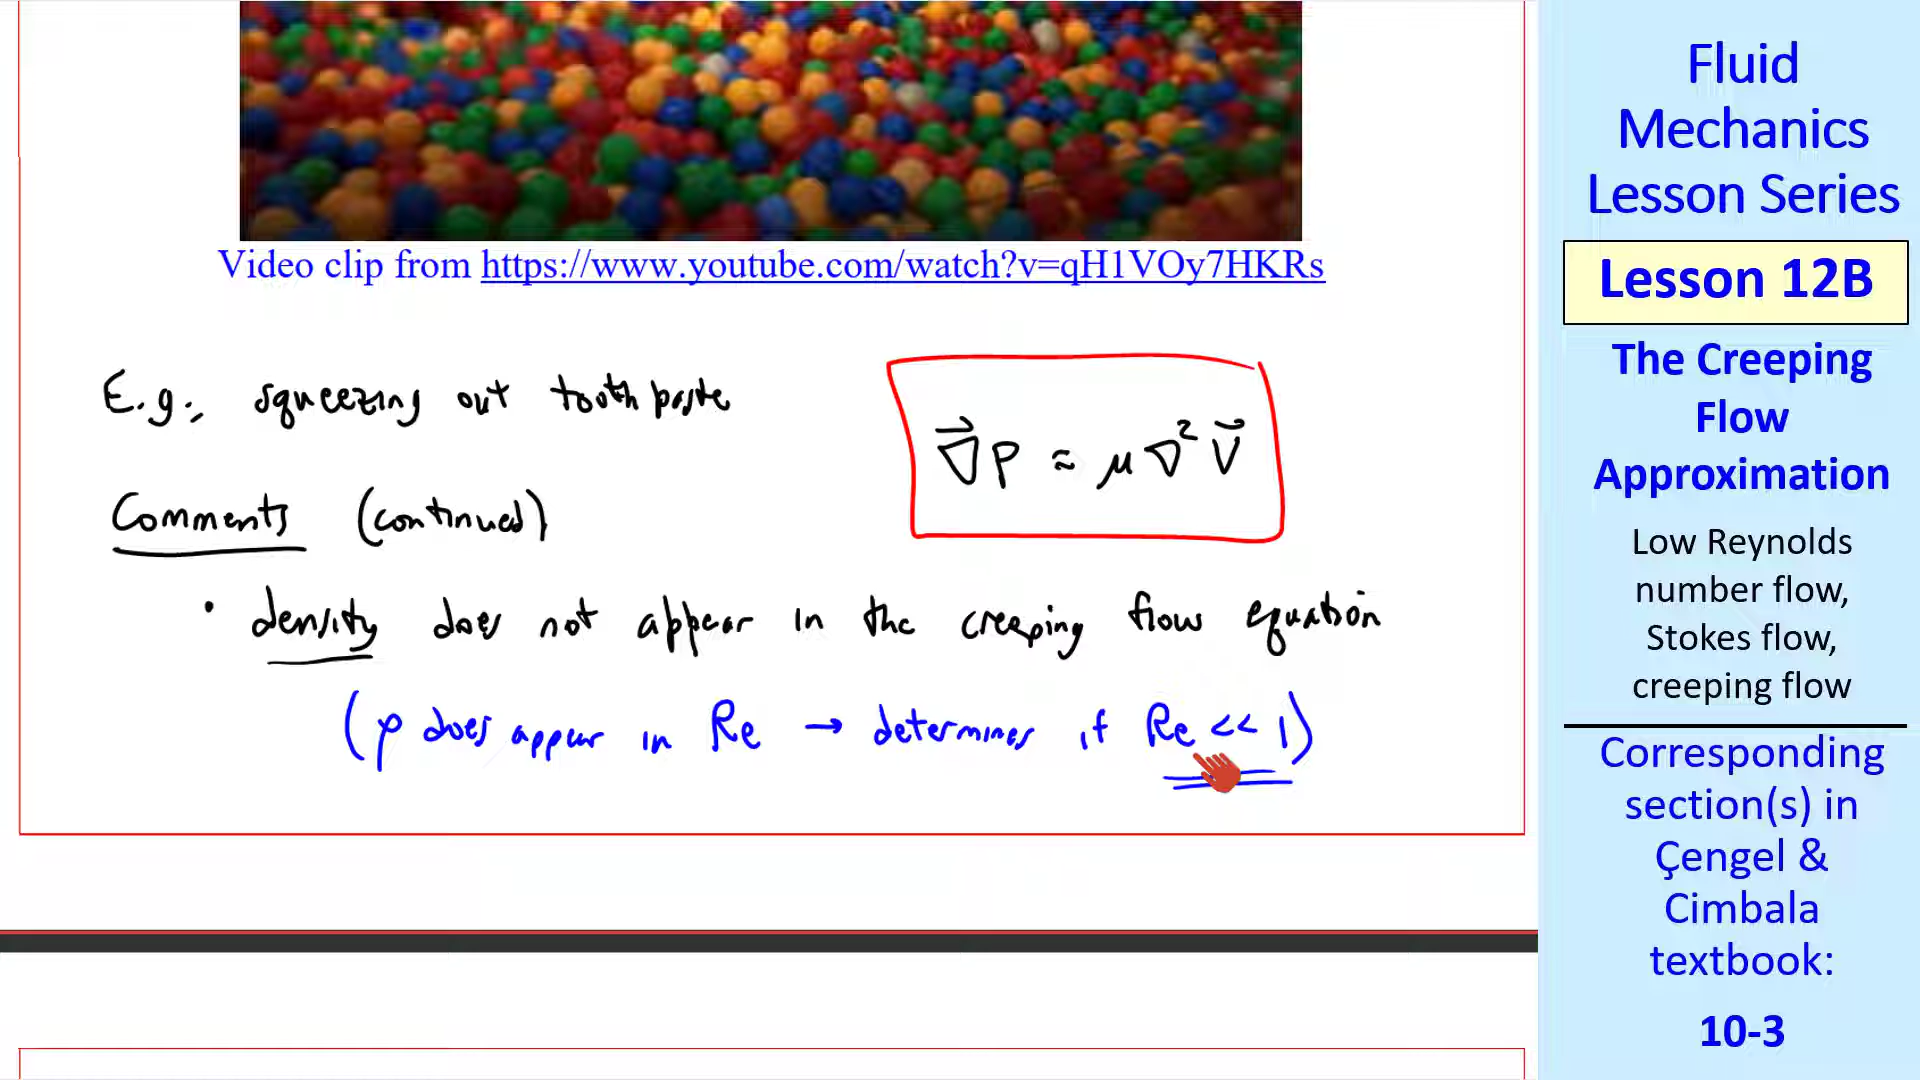 Video clip from https://www.youtube.com/watch?v=qH1VOy7HKRs
E.g., squeezing out toothpaste
∇⃗P ≈ μ∇²V⃗
Comments (continued)
• density does not appear in the creeping flow equation
(ρ does appear in Re → determines if Re << 1)
Fluid
Mechanics
Lesson Series
Lesson 12B
The Creeping
Flow
Approximation
Low Reynolds
number flow,
Stokes flow,
creeping flow
Corresponding
section(s) in
Çengel &
Cimbala
textbook:
10-3